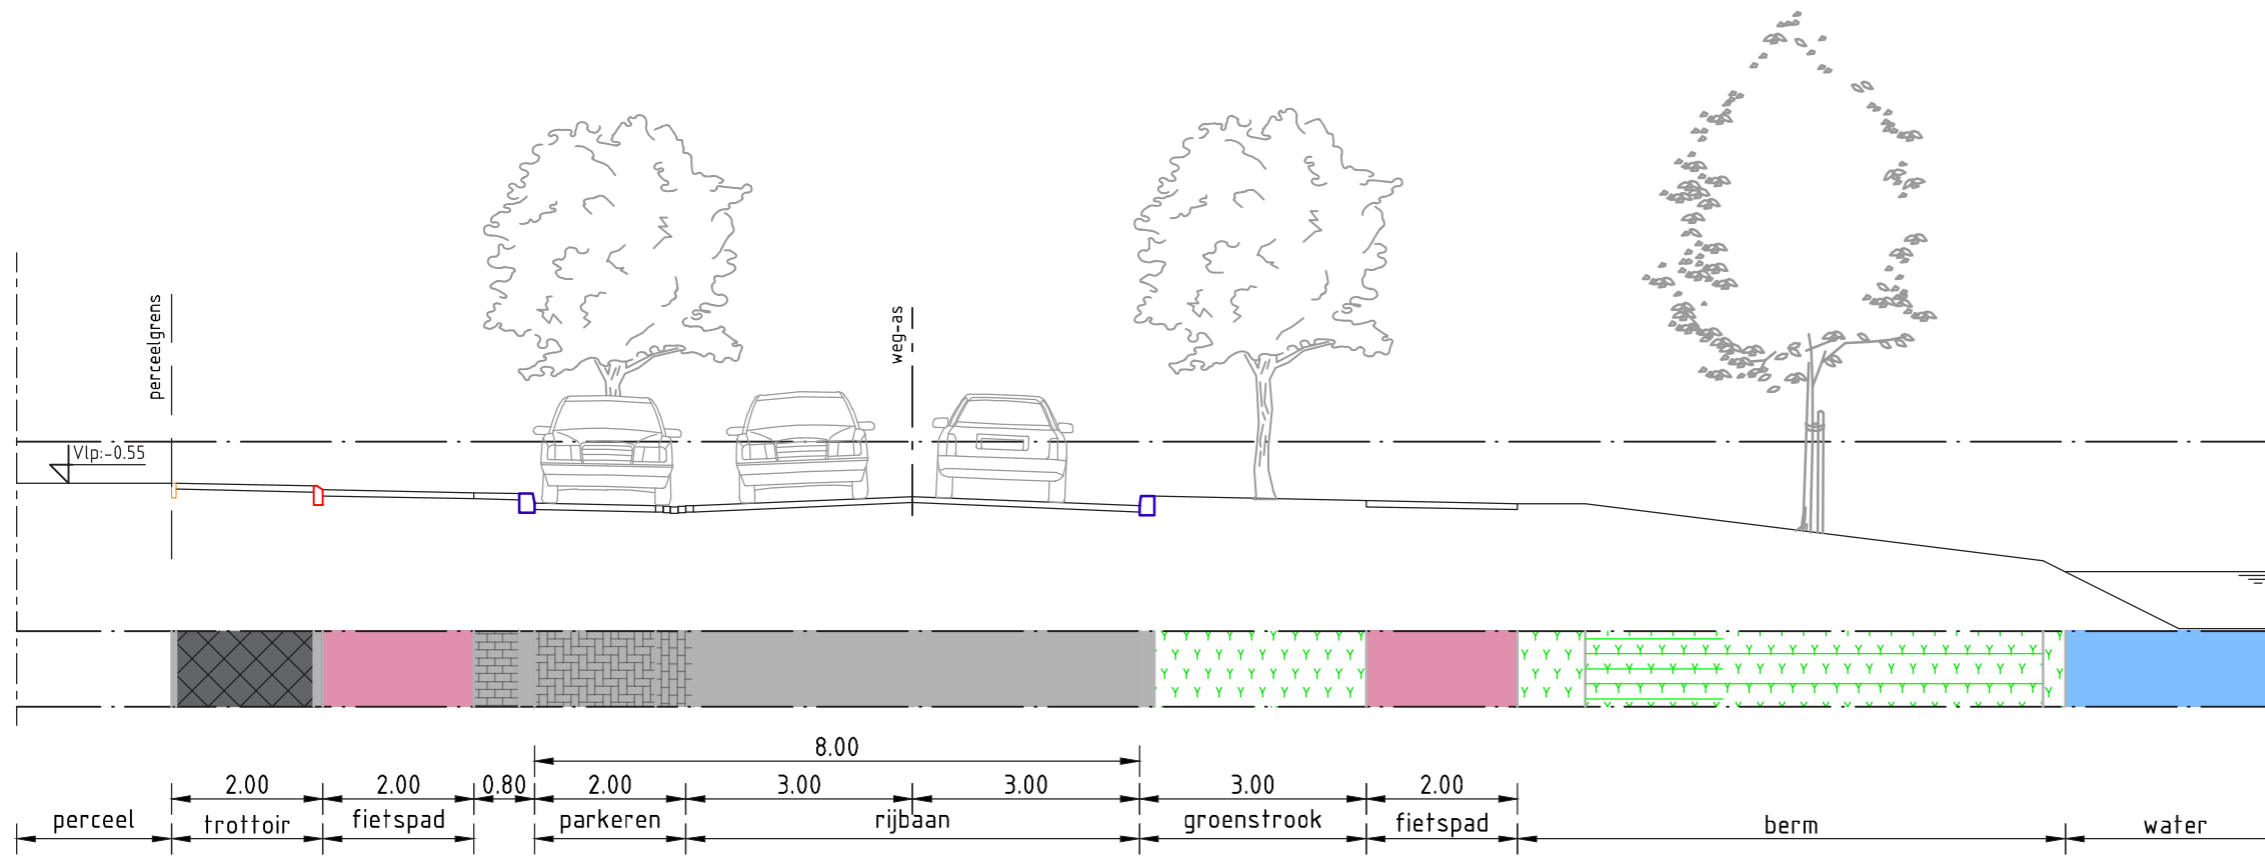 perceelgrens
weg-as
Vlp:-0.55
8.00
2.00 2.00 0.80 2.00 3.00 3.00 3.00 2.00
perceel trottoir fietspad parkeren rijbaan groenstrook fietspad berm water